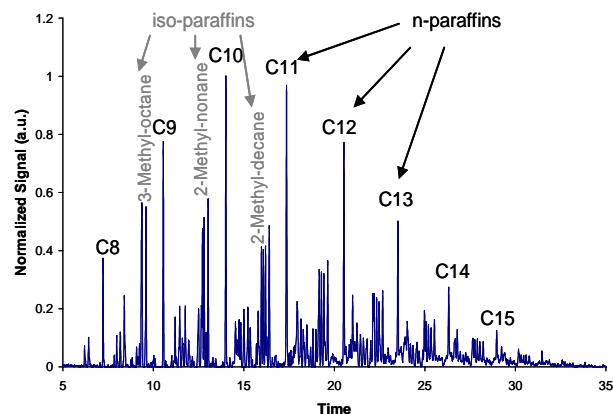 iso-paraffins
n-paraffins
3-Methyl-octane
2-Methyl-nonane
2-Methyl-decane
C8
C9
C10
C11
C12
C13
C14
C15
Normalized Signal (a.u.)
1.2
1
0.8
0.6
0.4
0.2
0
5
10
15
20
25
30
35
Time